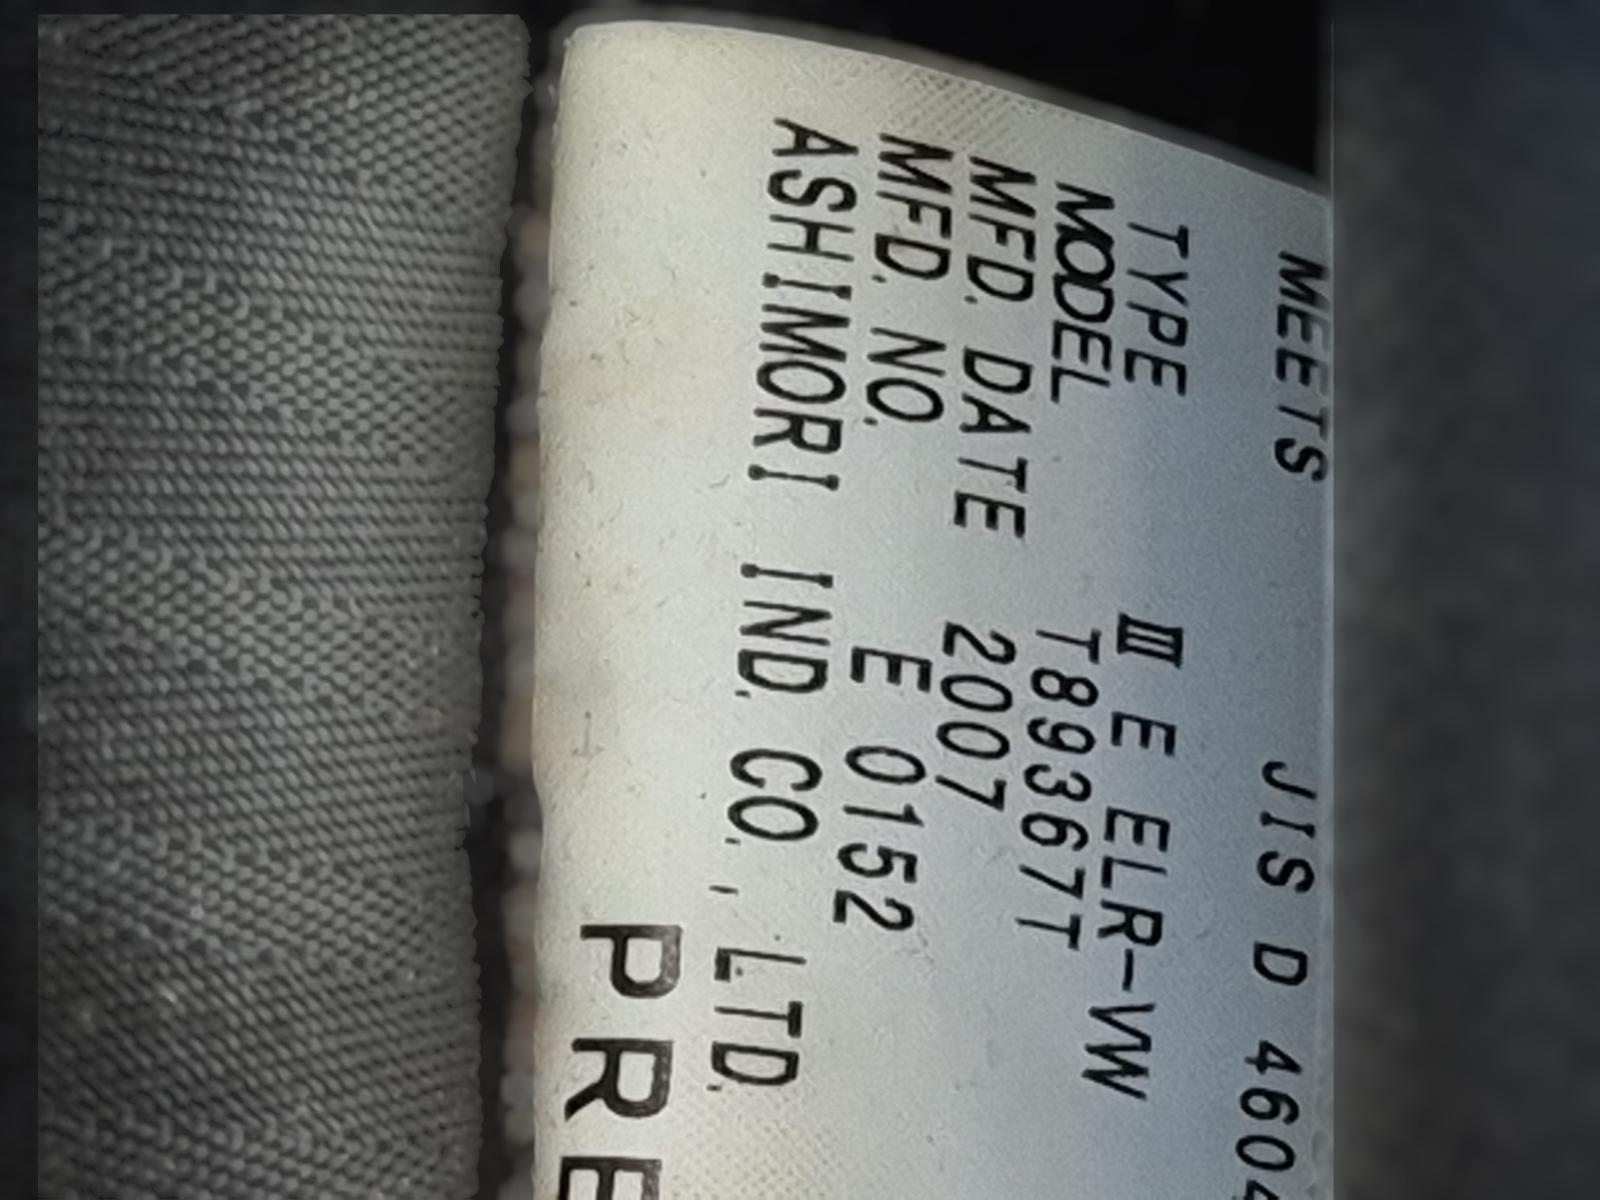 MEETS JIS D 4604
TYPE III E ELR-VW
MODEL T89367T
MFD. DATE 2007
MFD. NO. E 0152
ASHIMORI IND. CO., LTD.
PRE